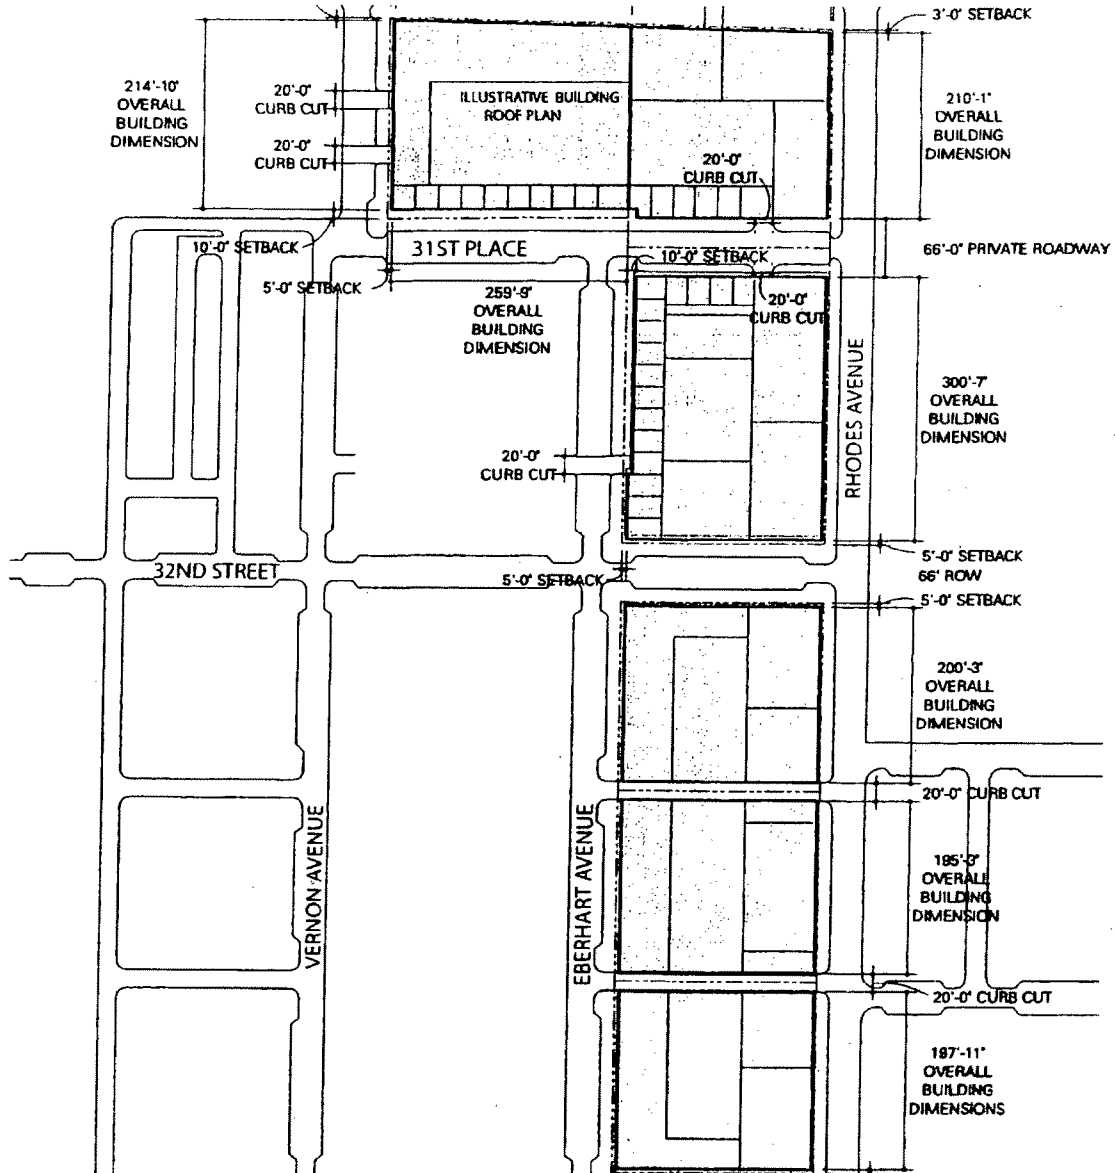 3'-0" SETBACK
214'-10"
OVERALL
BUILDING
DIMENSION
20'-0"
CURB CUT
20'-0"
CURB CUT
ILLUSTRATIVE BUILDING
ROOF PLAN
20'-0"
CURB CUT
210'-1"
OVERALL
BUILDING
DIMENSION
10'-0" SETBACK
31ST PLACE
10'-0" SETBACK
66'-0" PRIVATE ROADWAY
5'-0" SETBACK
259'-9"
OVERALL
BUILDING
DIMENSION
20'-0"
CURB CUT
RHODES AVENUE
300'-7"
OVERALL
BUILDING
DIMENSION
20'-0"
CURB CUT
32ND STREET
5'-0" SETBACK
5'-0" SETBACK
66' ROW
5'-0" SETBACK
200'-3"
OVERALL
BUILDING
DIMENSION
20'-0" CURB CUT
VERNON AVENUE
EBERHART AVENUE
195'-3"
OVERALL
BUILDING
DIMENSION
20'-0" CURB CUT
197'-11"
OVERALL
BUILDING
DIMENSIONS